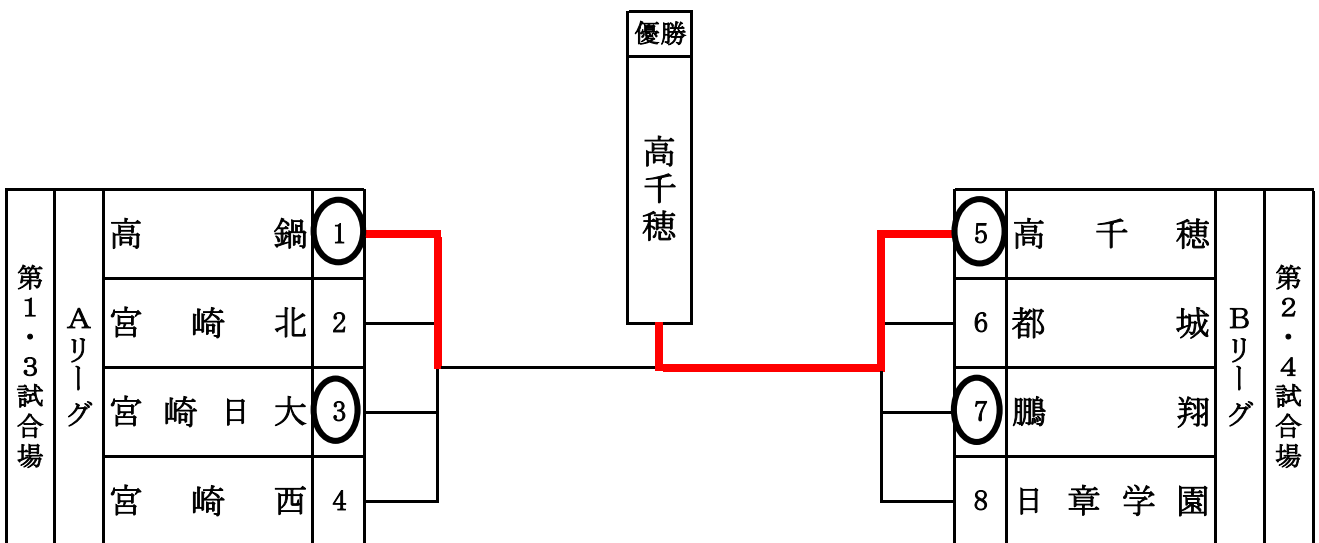 優勝
高千穂
第1・3試合場
Aリーグ
高鍋 1
宮崎北 2
宮崎日大 3
宮崎西 4
5 高千穂
6 都城
7 鵬翔
8 日章学園
Bリーグ
第2・4試合場